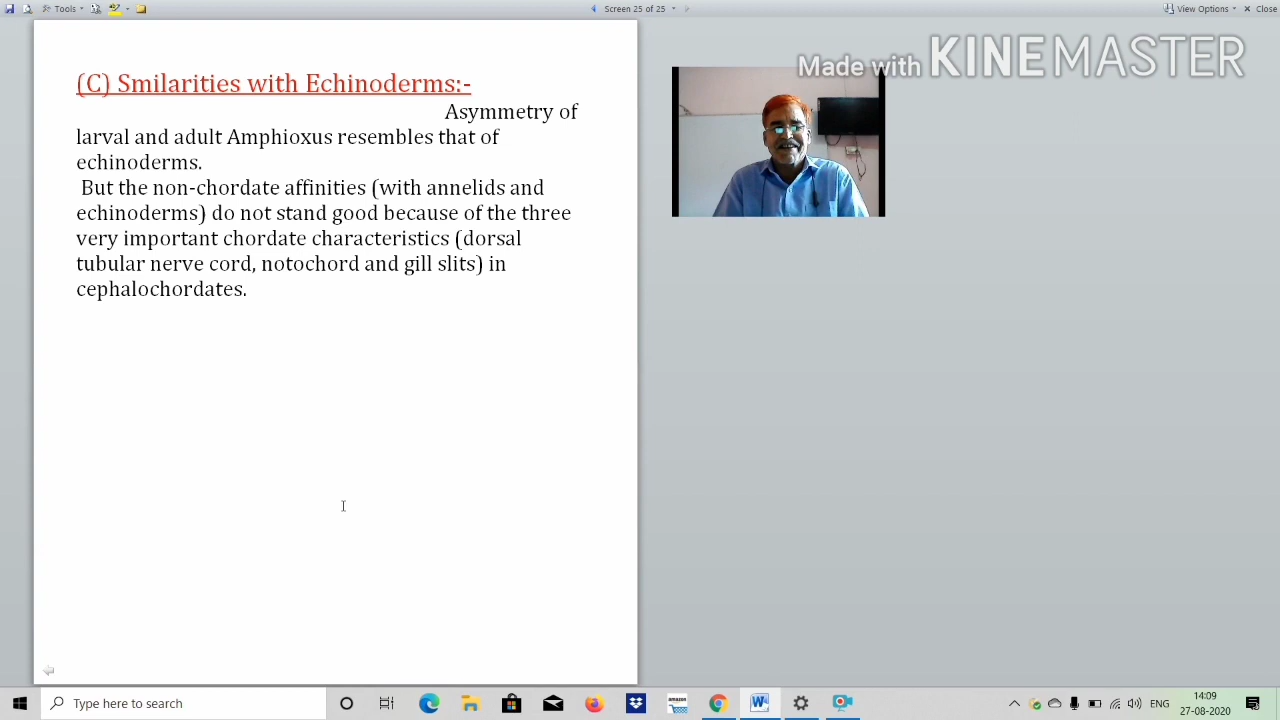 Tools
Screen 25 of 25
View Options
Close
Made with KINEMASTER
(C) Smilarities with Echinoderms:-
Asymmetry of
larval and adult Amphioxus resembles that of
echinoderms.
But the non-chordate affinities (with annelids and
echinoderms) do not stand good because of the three
very important chordate characteristics (dorsal
tubular nerve cord, notochord and gill slits) in
cephalochordates.
Type here to search
amazon
ENG
14:09
27-08-2020